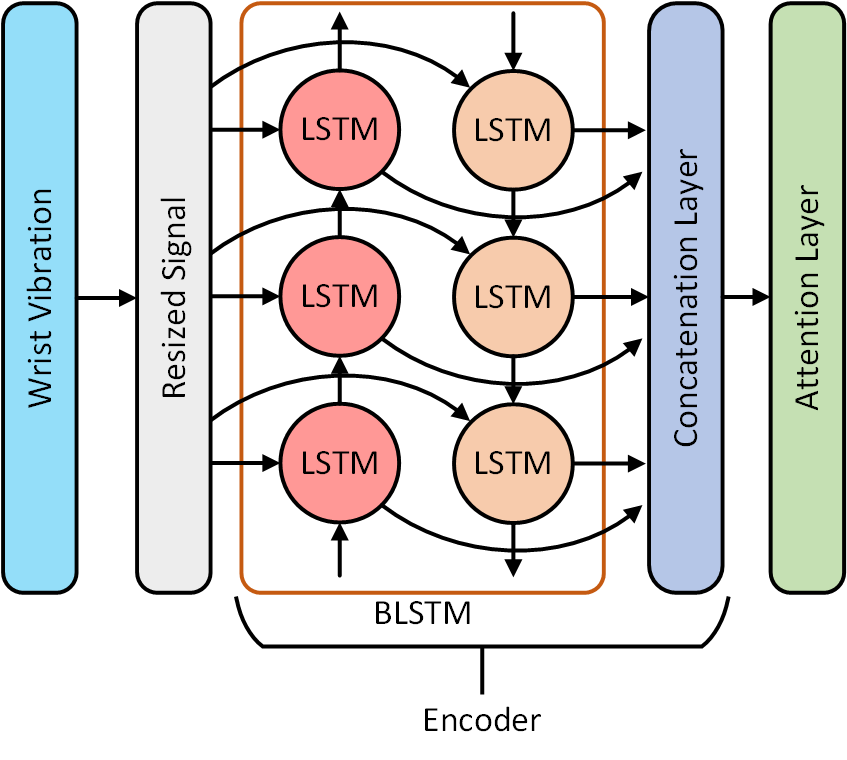 Wrist Vibration
Resized Signal
LSTM
LSTM
LSTM
LSTM
LSTM
LSTM
Concatenation Layer
Attention Layer
BLSTM
Encoder